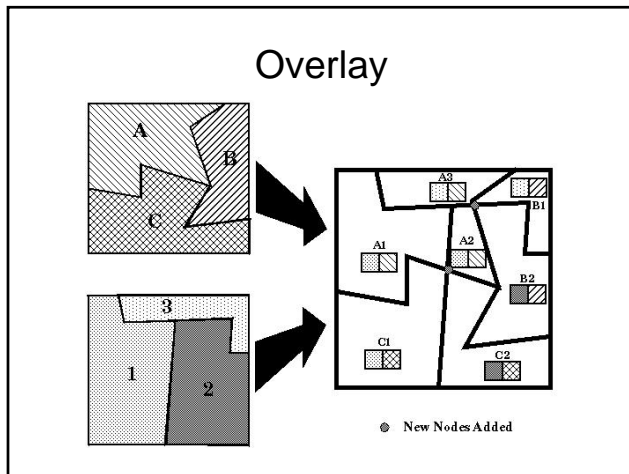 Overlay
A
B
C
3
1
2
A3
B1
A1
A2
B2
C1
C2
New Nodes Added